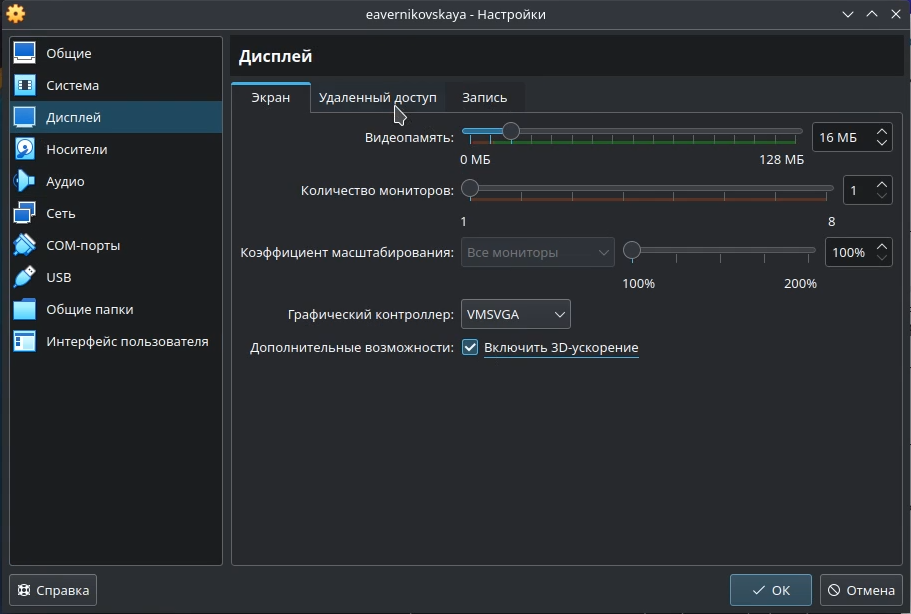 eavernikovskaya - Настройки
Общие
Система
Дисплей
Носители
Аудио
Сеть
COM-порты
USB
Общие папки
Интерфейс пользователя
Дисплей
Экран Удаленный доступ Запись
Видеопамять: 16 МБ
0 МБ 128 МБ
Количество мониторов: 1
1 8
Коэффициент масштабирования: Все мониторы 100%
100% 200%
Графический контроллер: VMSVGA
Дополнительные возможности: Включить 3D-ускорение
Справка ОК Отмена